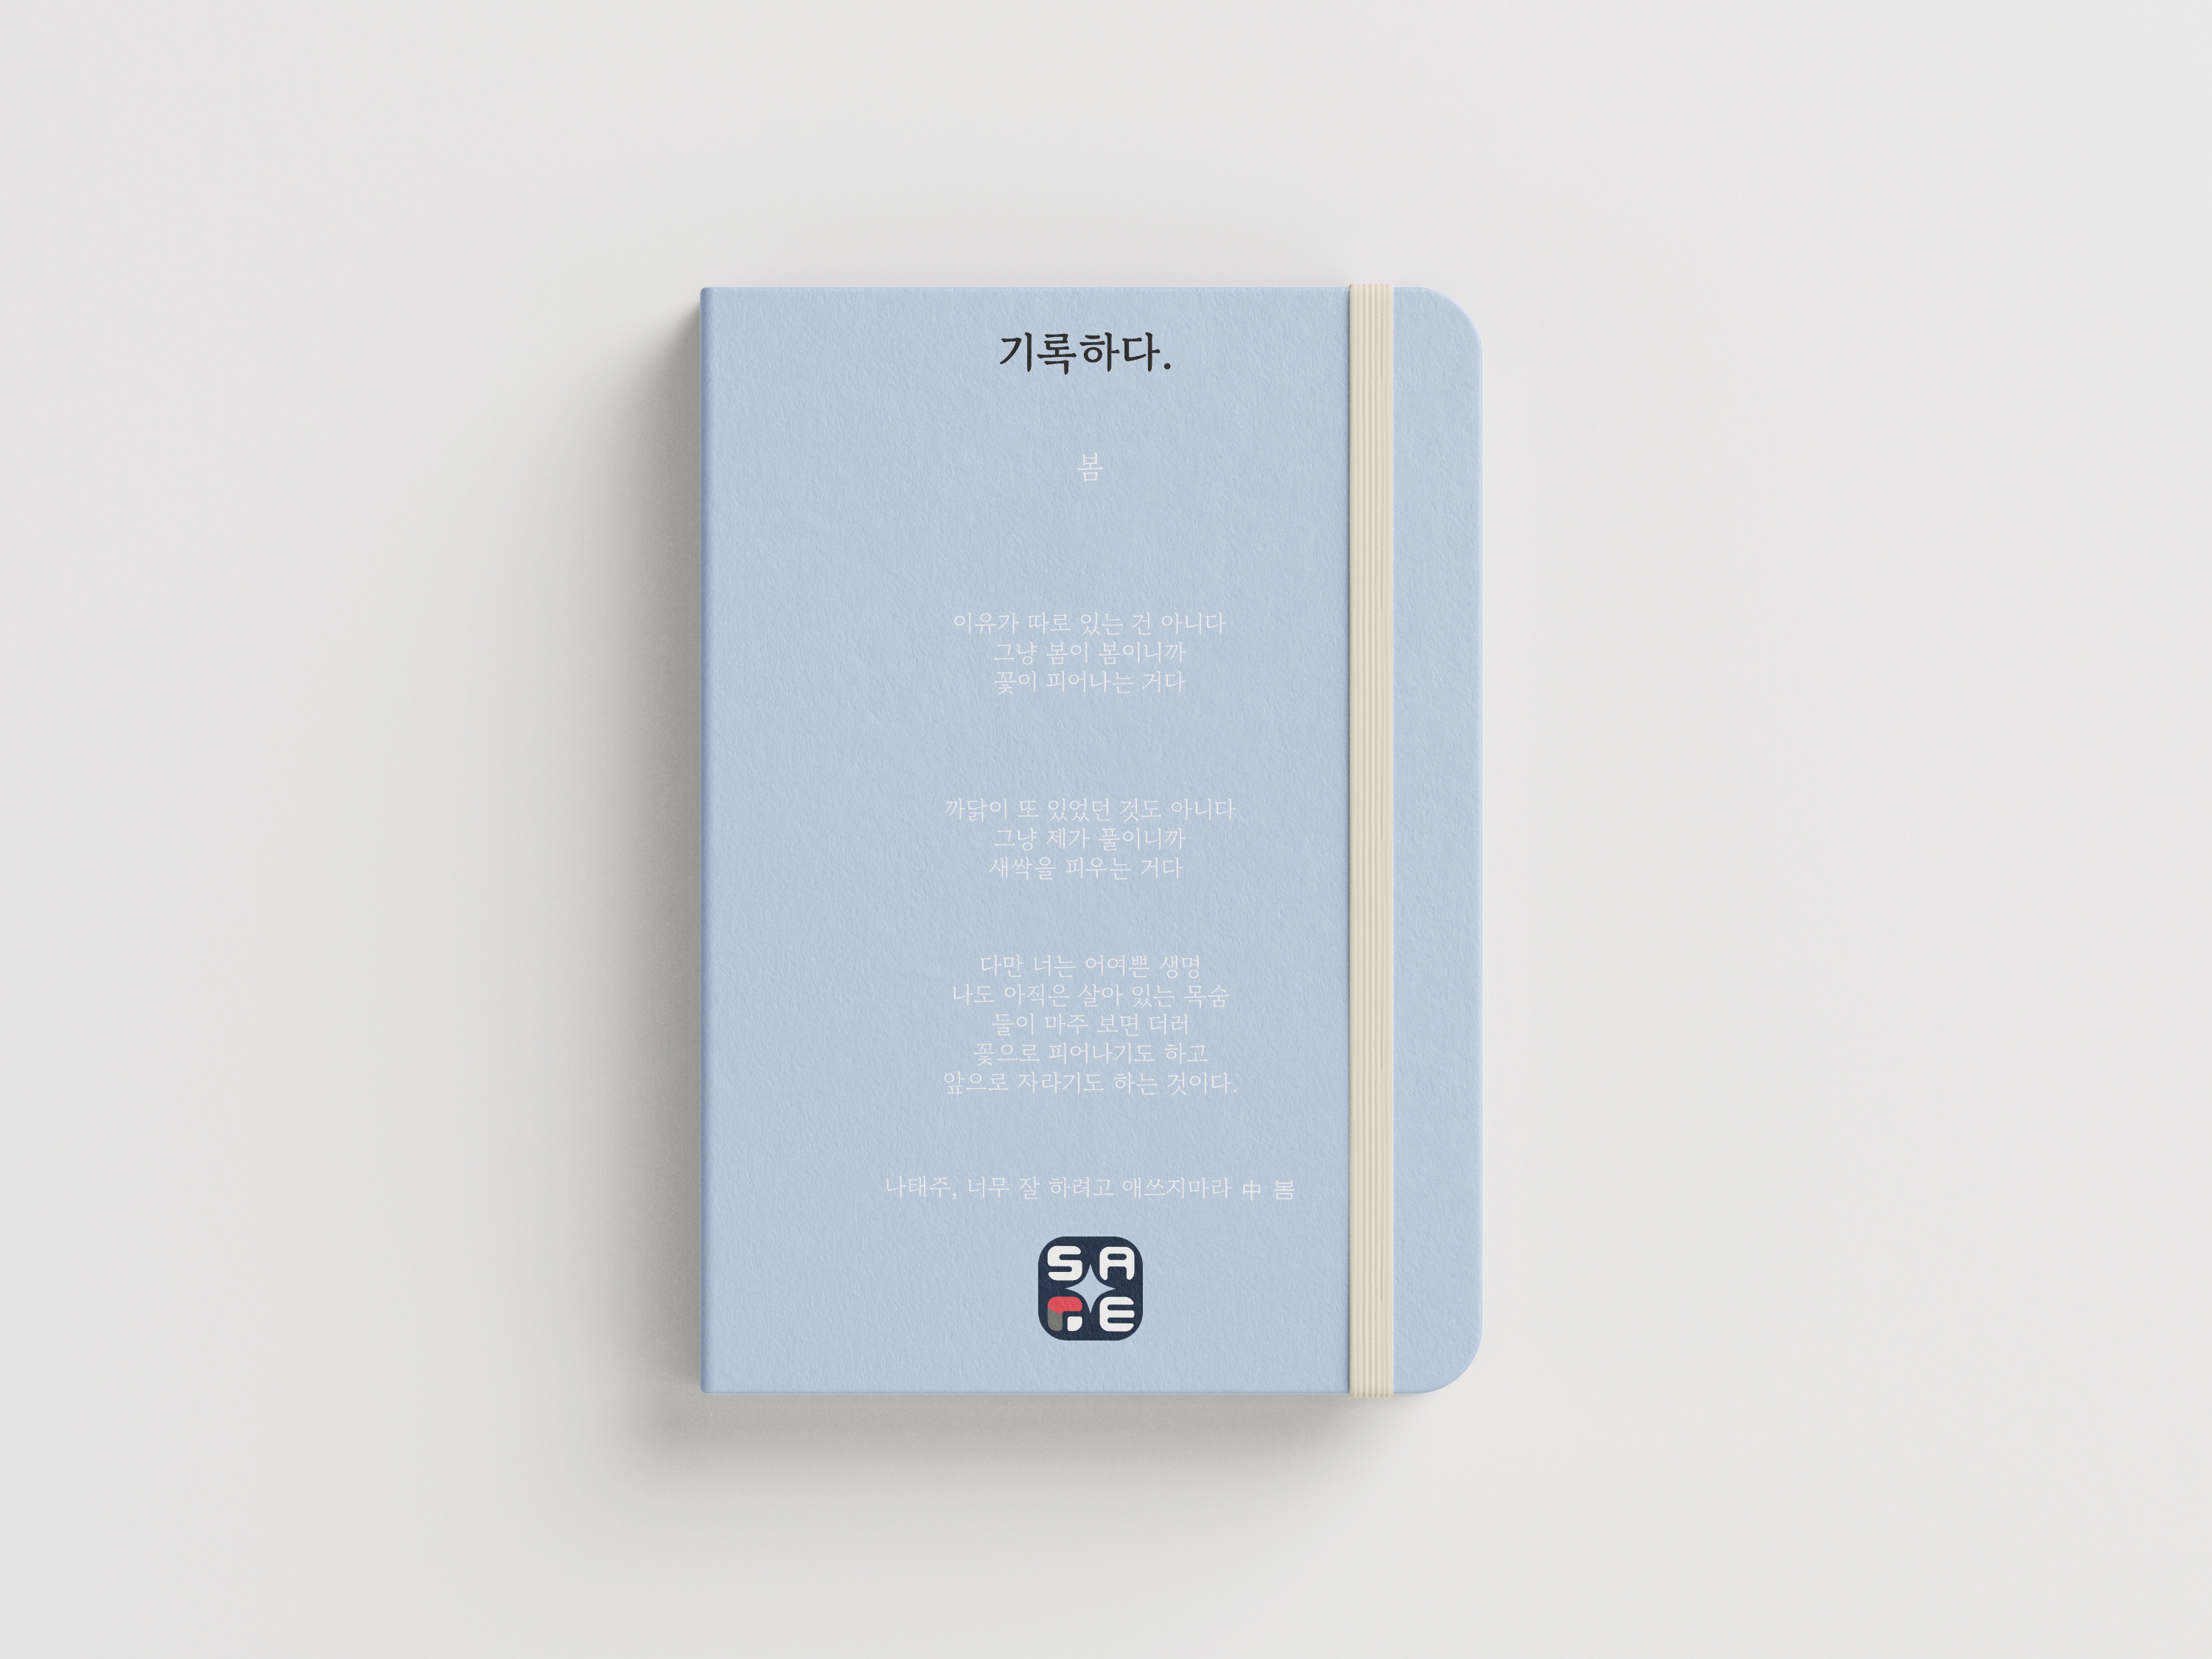 기록하다.
봄
이유가 따로 있는 건 아니다
그냥 봄이 봄이니까
꽃이 피어나는 거다
까닭이 또 있었던 것도 아니다
그냥 제가 풀이니까
새싹을 피우는 거다
다만 너는 어여쁜 생명
나도 아직은 살아 있는 목숨
둘이 마주 보면 더러
꽃으로 피어나기도 하고
앞으로 자라기도 하는 것이다.
나태주, 너무 잘 하려고 애쓰지마라 中 봄
SA
FE